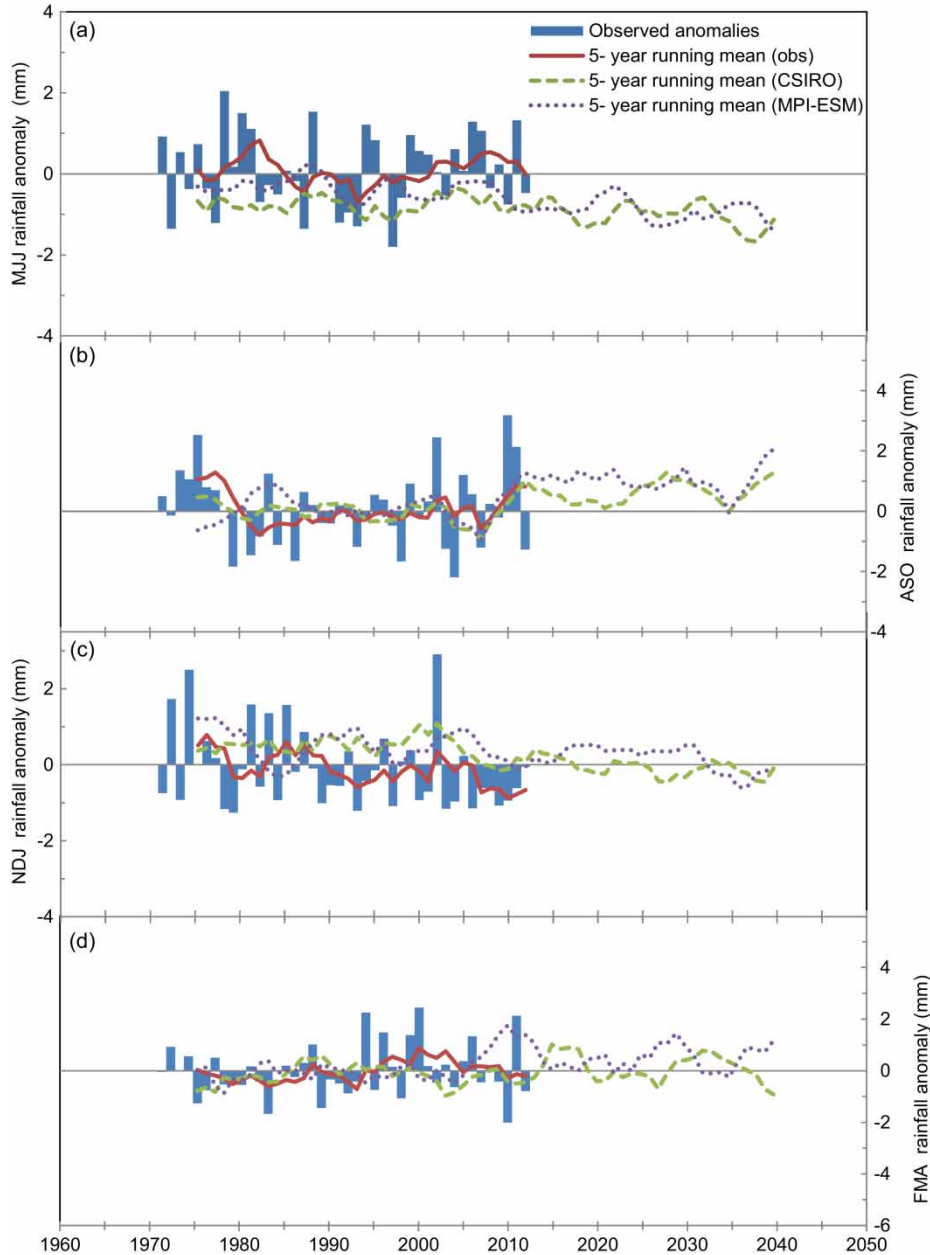 4
(a)
Observed anomalies
5- year running mean (obs)
5- year running mean (CSIRO)
5- year running mean (MPI-ESM)
2
0
-2
-4
MJJ rainfall anomaly (mm)
(b)
4
2
0
-2
-4
ASO rainfall anomaly (mm)
(c)
2
0
-2
-4
NDJ rainfall anomaly (mm)
(d)
4
2
0
-2
-4
-6
FMA rainfall anomaly (mm)
1960 1970 1980 1990 2000 2010 2020 2030 2040 2050